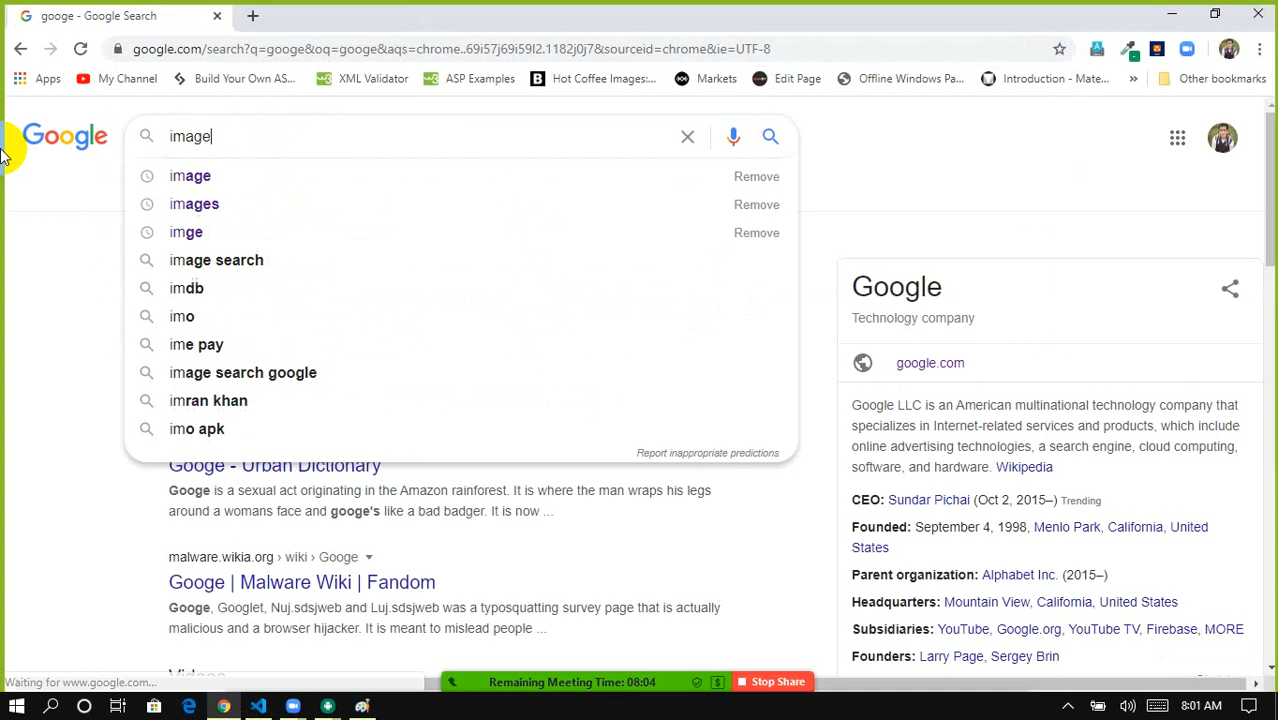 googe - Google Search
google.com/search?q=googe&oq=googe&aqs=chrome..69i57j69i59l2.1182j0j7&sourceid=chrome&ie=UTF-8
Apps My Channel Build Your Own AS... XML Validator ASP Examples Hot Coffee Images:... Markets Edit Page Offline Windows Pa... Introduction - Mate... » Other bookmarks
Google image
image Remove
images Remove
imge Remove
image search
imdb
imo
ime pay
image search google
imran khan
imo apk
Report inappropriate predictions
Googe - Urban Dictionary
Googe is a sexual act originating in the Amazon rainforest. It is where the man wraps his legs
around a womans face and googe's like a bad badger. It is now ...
malware.wikia.org › wiki › Googe
Googe | Malware Wiki | Fandom
Googe, Googlet, Nuj.sdsjweb and Luj.sdsjweb was a typosquatting survey page that is actually
malicious and a browser hijacker. It is meant to mislead people ...
Videos
Google
Technology company
google.com
Google LLC is an American multinational technology company that
specializes in Internet-related services and products, which include
online advertising technologies, a search engine, cloud computing,
software, and hardware. Wikipedia
CEO: Sundar Pichai (Oct 2, 2015–) Trending
Founded: September 4, 1998, Menlo Park, California, United
States
Parent organization: Alphabet Inc. (2015–)
Headquarters: Mountain View, California, United States
Subsidiaries: YouTube, Google.org, YouTube TV, Firebase, MORE
Founders: Larry Page, Sergey Brin
Waiting for www.google.com...
Remaining Meeting Time: 08:04 Stop Share
8:01 AM